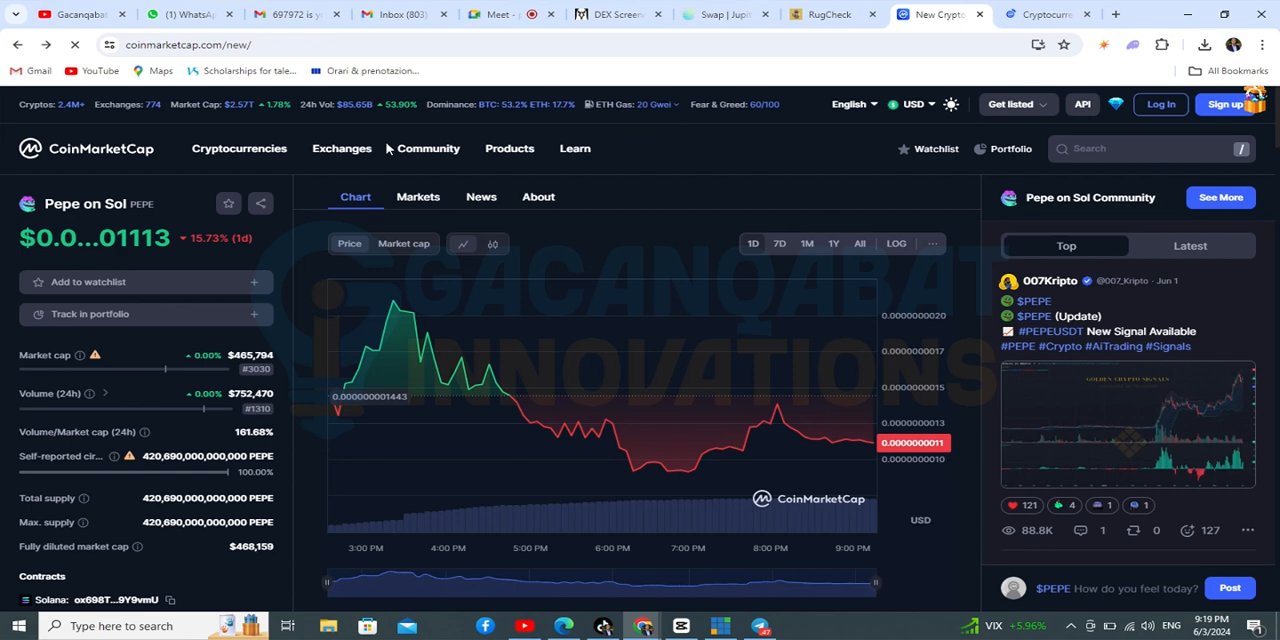 Gacanqabat
(1) WhatsA
697972 is y
Inbox (803)
Meet -
DEX Screen
Swap | Jupit
RugCheck
New Crypto
Cryptocurre
coinmarketcap.com/new/
Gmail
YouTube
Maps
Scholarships for tale...
Orari & prenotazion...
All Bookmarks
Cryptos: 2.4M+ Exchanges: 774 Market Cap: $2.57T 1.78% 24h Vol: $85.65B 53.90% Dominance: BTC: 53.2% ETH: 17.7% ETH Gas: 20 Gwei Fear & Greed: 60/100
English
USD
Get listed
API
Log In
Sign up
CoinMarketCap
Cryptocurrencies
Exchanges
Community
Products
Learn
Watchlist
Portfolio
Search
/
Pepe on Sol PEPE
$0.0...01113 15.73% (1d)
Add to watchlist +
Track in portfolio +
Market cap 0.00% $465,794
#3030
Volume (24h) 0.00% $752,470
#1310
Volume/Market cap (24h) 161.68%
Self-reported cir... 420,690,000,000,000 PEPE
100.00%
Total supply 420,690,000,000,000 PEPE
Max. supply 420,690,000,000,000 PEPE
Fully diluted market cap $468,159
Contracts
Solana: ox698T...9Y9vmU
Chart
Markets
News
About
Price
Market cap
1D
7D
1M
1Y
All
LOG
...
GACANQABAT
INNOVATIONS
0.0000000020
0.0000000017
0.0000000015
0.000000001443
0.0000000013
0.0000000011
0.0000000010
CoinMarketCap
USD
3:00 PM 4:00 PM 5:00 PM 6:00 PM 7:00 PM 8:00 PM 9:00 PM
Pepe on Sol Community
See More
Top
Latest
007Kripto @007_Kripto · Jun 1
$PEPE
$PEPE (Update)
#PEPEUSDT New Signal Available
#PEPE #Crypto #AiTrading #Signals
GOLDEN CRYPTO SIGNALS
121
4
1
1
88.8K
1
0
127
...
$PEPE How do you feel today?
Post
Type here to search
VIX +5.96%
ENG
9:19 PM
6/3/2024